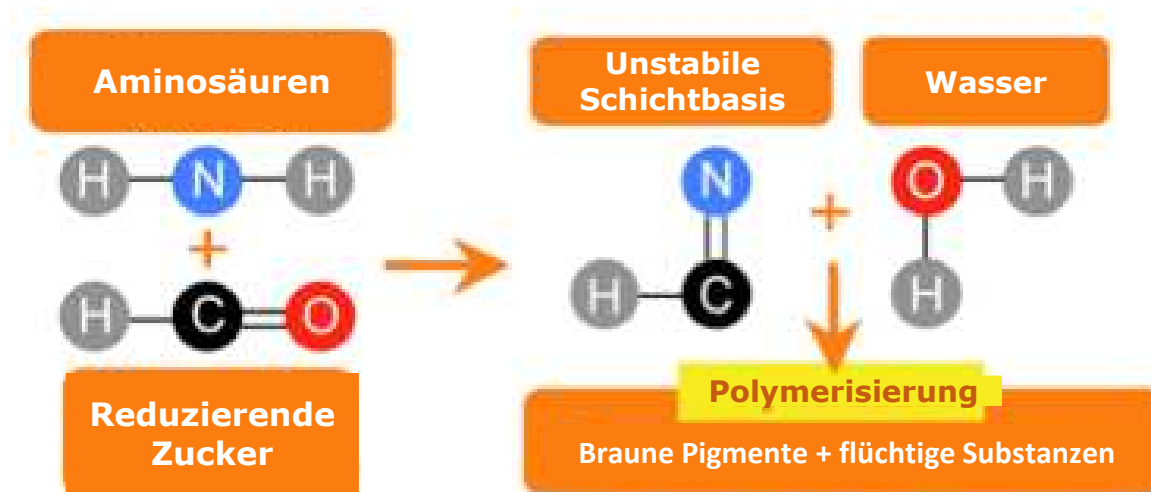 Aminosäuren
H N H
+
H C O
Reduzierende
Zucker
Unstabile
Schichtbasis
Wasser
N
+
O H
H C
H
Polymerisierung
Braune Pigmente + flüchtige Substanzen